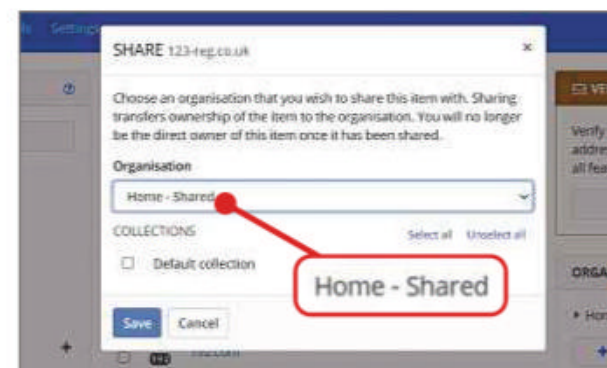 Settings
SHARE 123-reg.co.uk
×
Choose an organisation that you wish to share this item with. Sharing
transfers ownership of the item to the organisation. You will no longer
be the direct owner of this item once it has been shared.
Organisation
Home - Shared
COLLECTIONS
Select all Unselect all
Default collection
Home - Shared
Save Cancel
Verify
all fea
ORGA
Hor
+
+